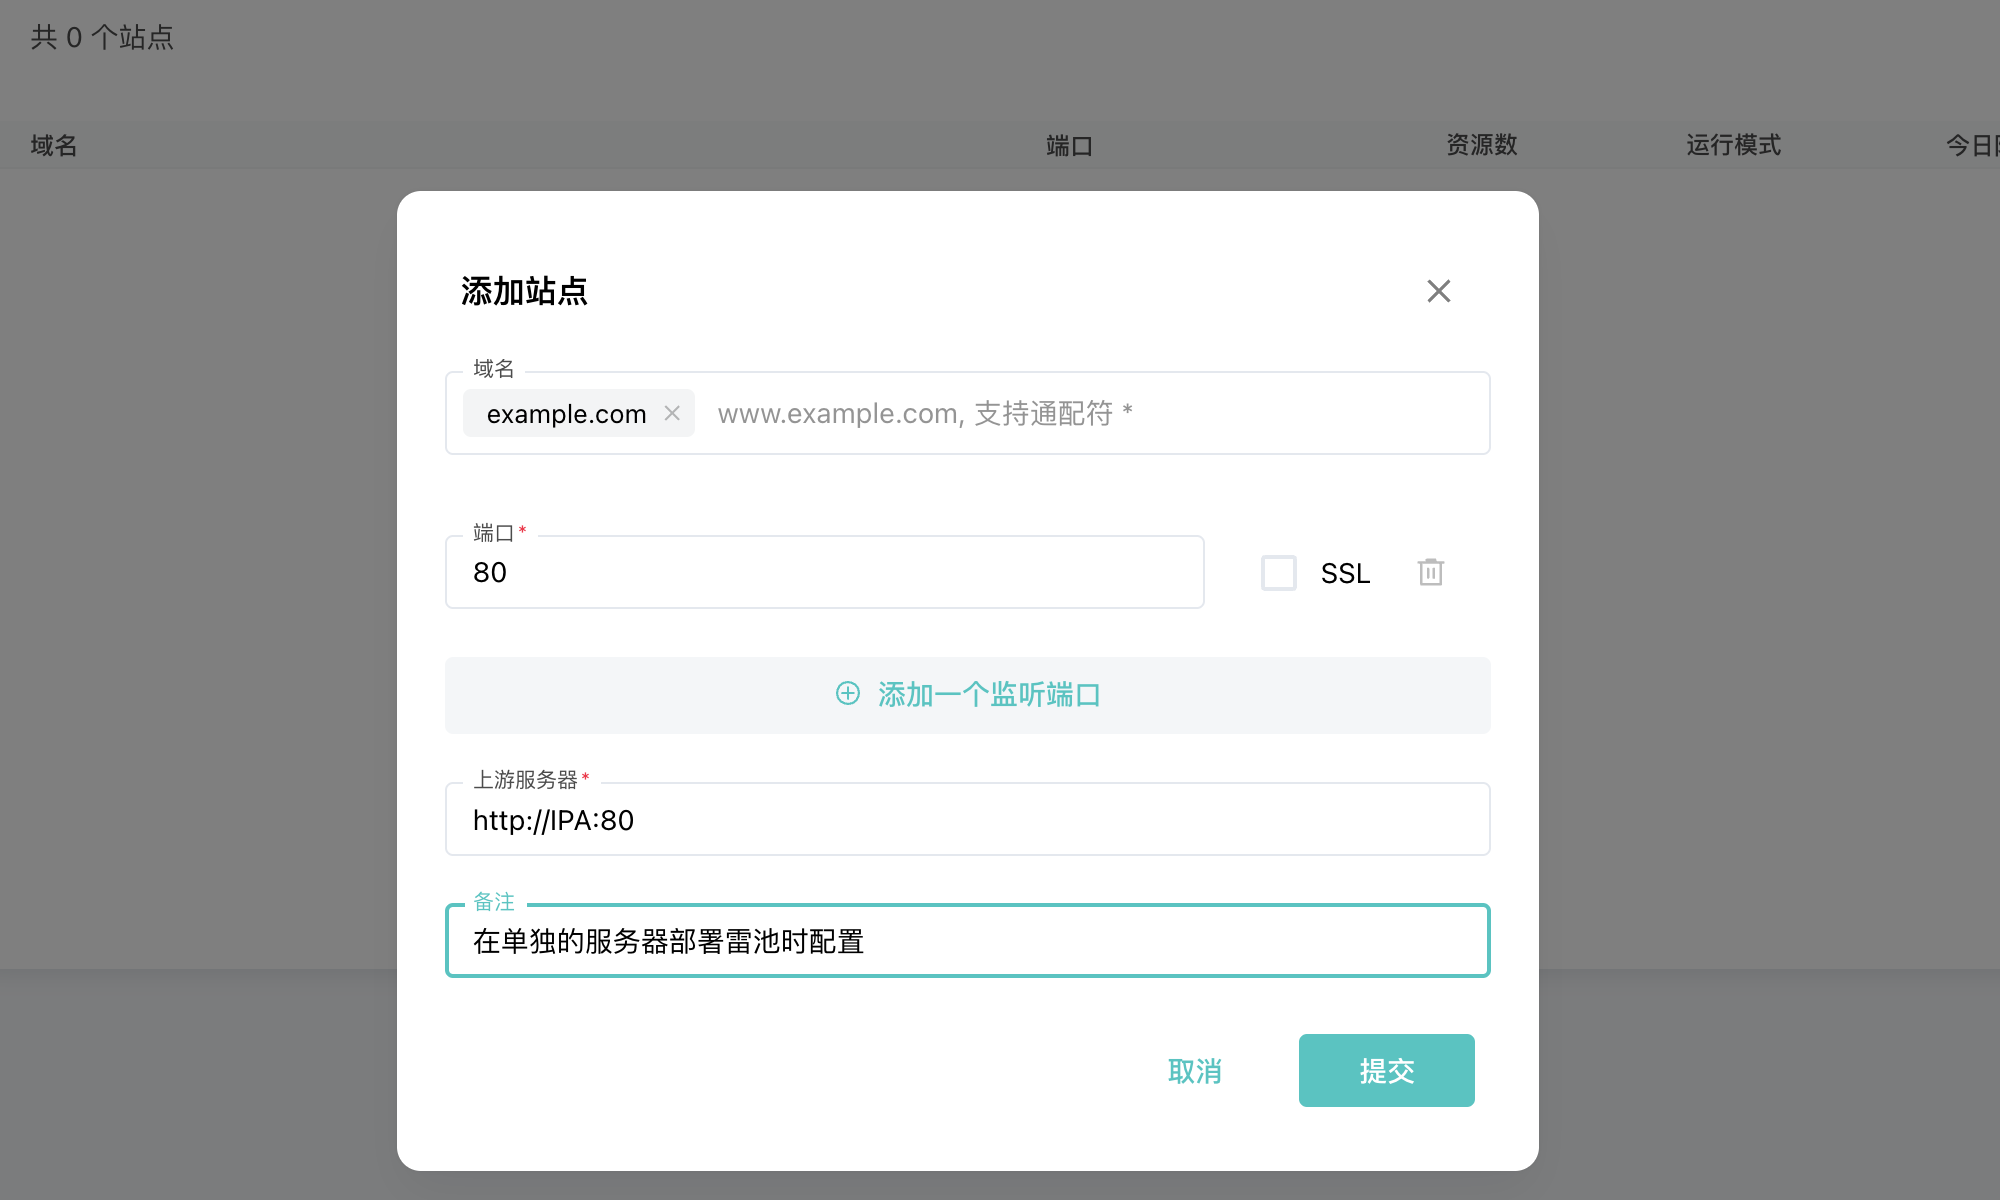 共 0 个站点
域名 端口 资源数 运行模式 今日
添加站点
域名
example.com www.example.com, 支持通配符 *
端口 *
80 SSL
添加一个监听端口
上游服务器 *
http://IPA:80
备注
在单独的服务器部署雷池时配置
取消 提交